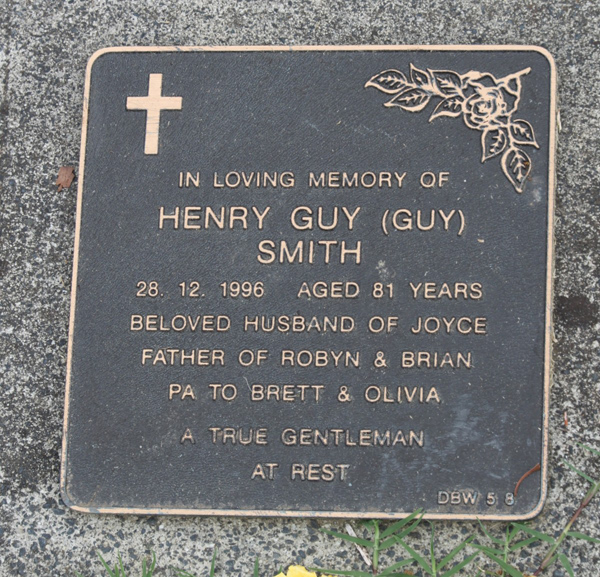 IN LOVING MEMORY OF
HENRY GUY (GUY)
SMITH
28. 12. 1996 AGED 81 YEARS
BELOVED HUSBAND OF JOYCE
FATHER OF ROBYN & BRIAN
PA TO BRETT & OLIVIA
A TRUE GENTLEMAN
AT REST
DBW 5 8